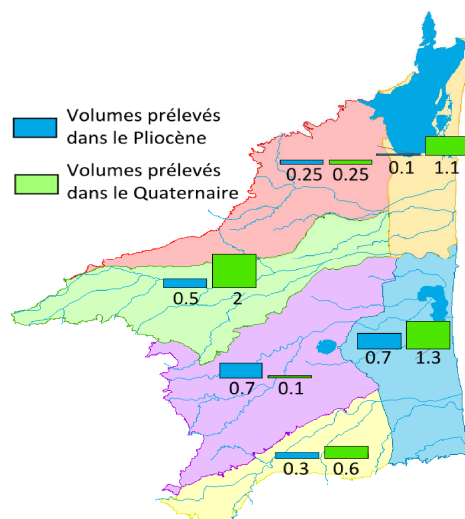 Volumes prélevés
dans le Pliocène
Volumes prélevés
dans le Quaternaire
0.25 0.25 0.1 1.1
0.5 2
0.7 1.3
0.7 0.1
0.3 0.6